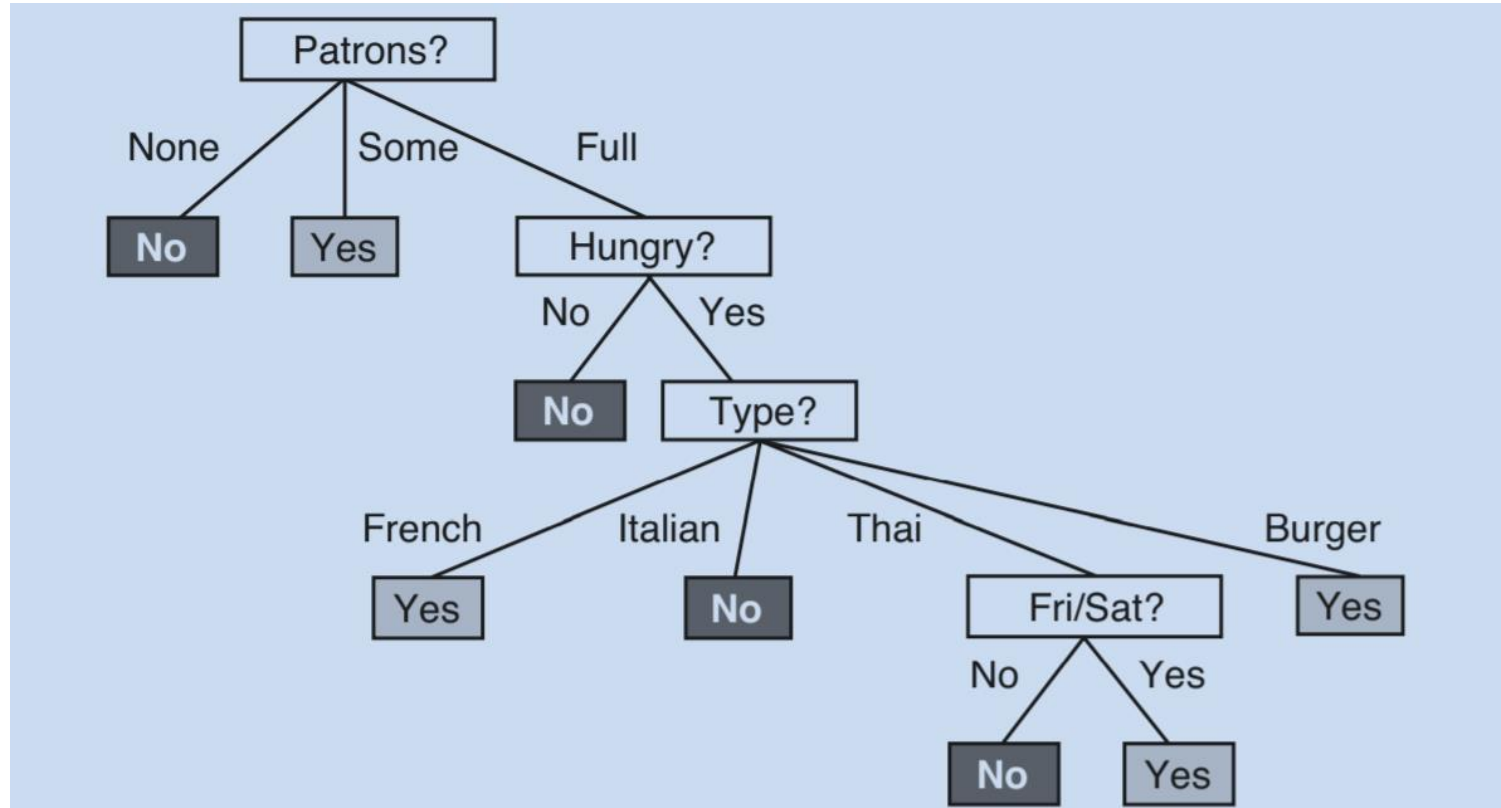 Patrons?
None Some Full
No Yes Hungry?
No Yes
No Type?
French Italian Thai Burger
Yes No Fri/Sat? Yes
No Yes
No Yes